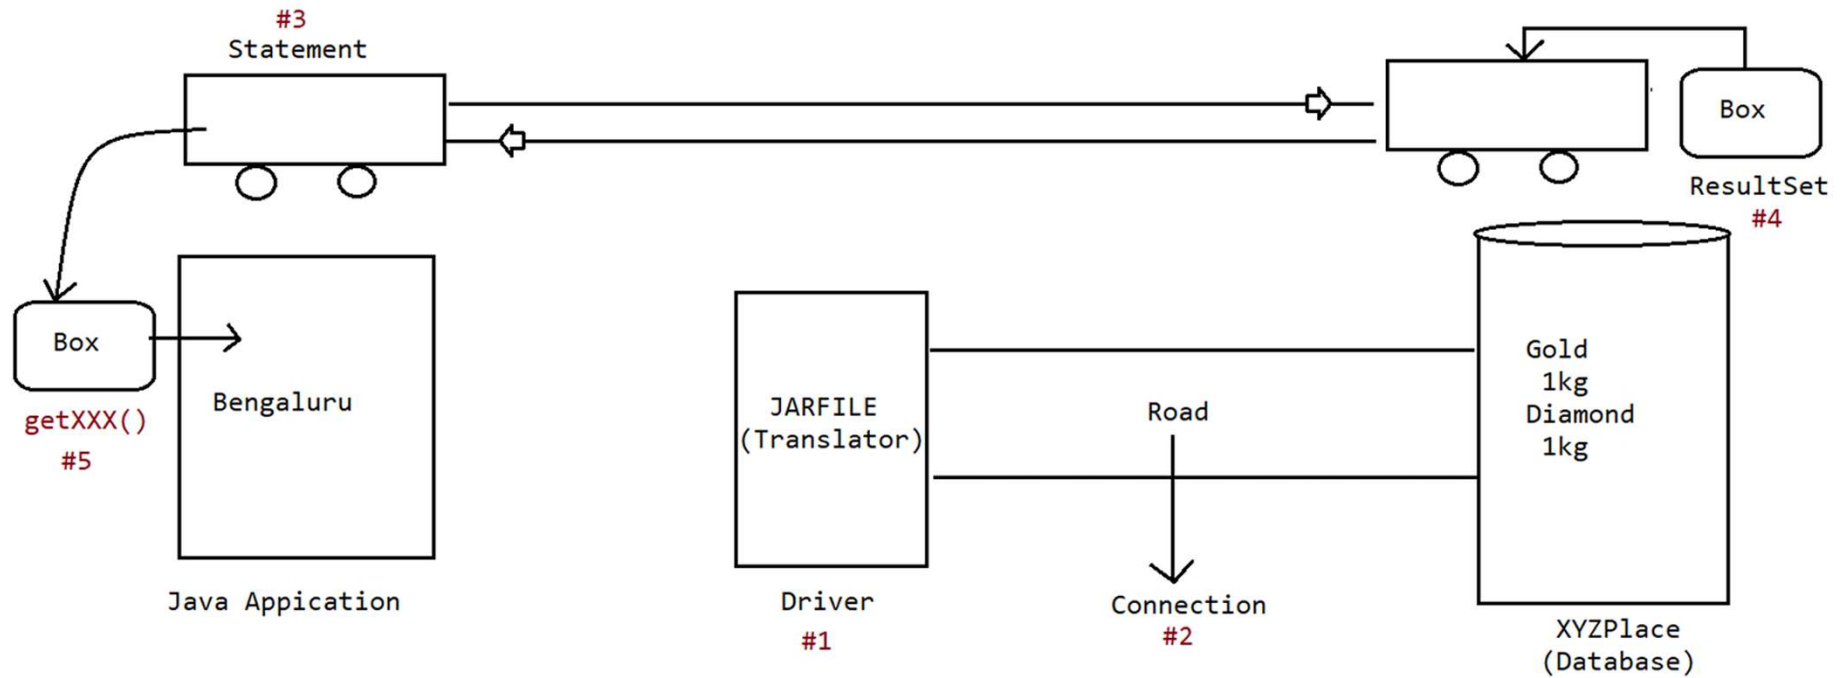 #3
Statement
Box
ResultSet
#4
Box
getXXX()
#5
Bengaluru
Java Appication
JARFILE
(Translator)
Driver
#1
Road
Connection
#2
Gold
1kg
Diamond
1kg
XYZPlace
(Database)